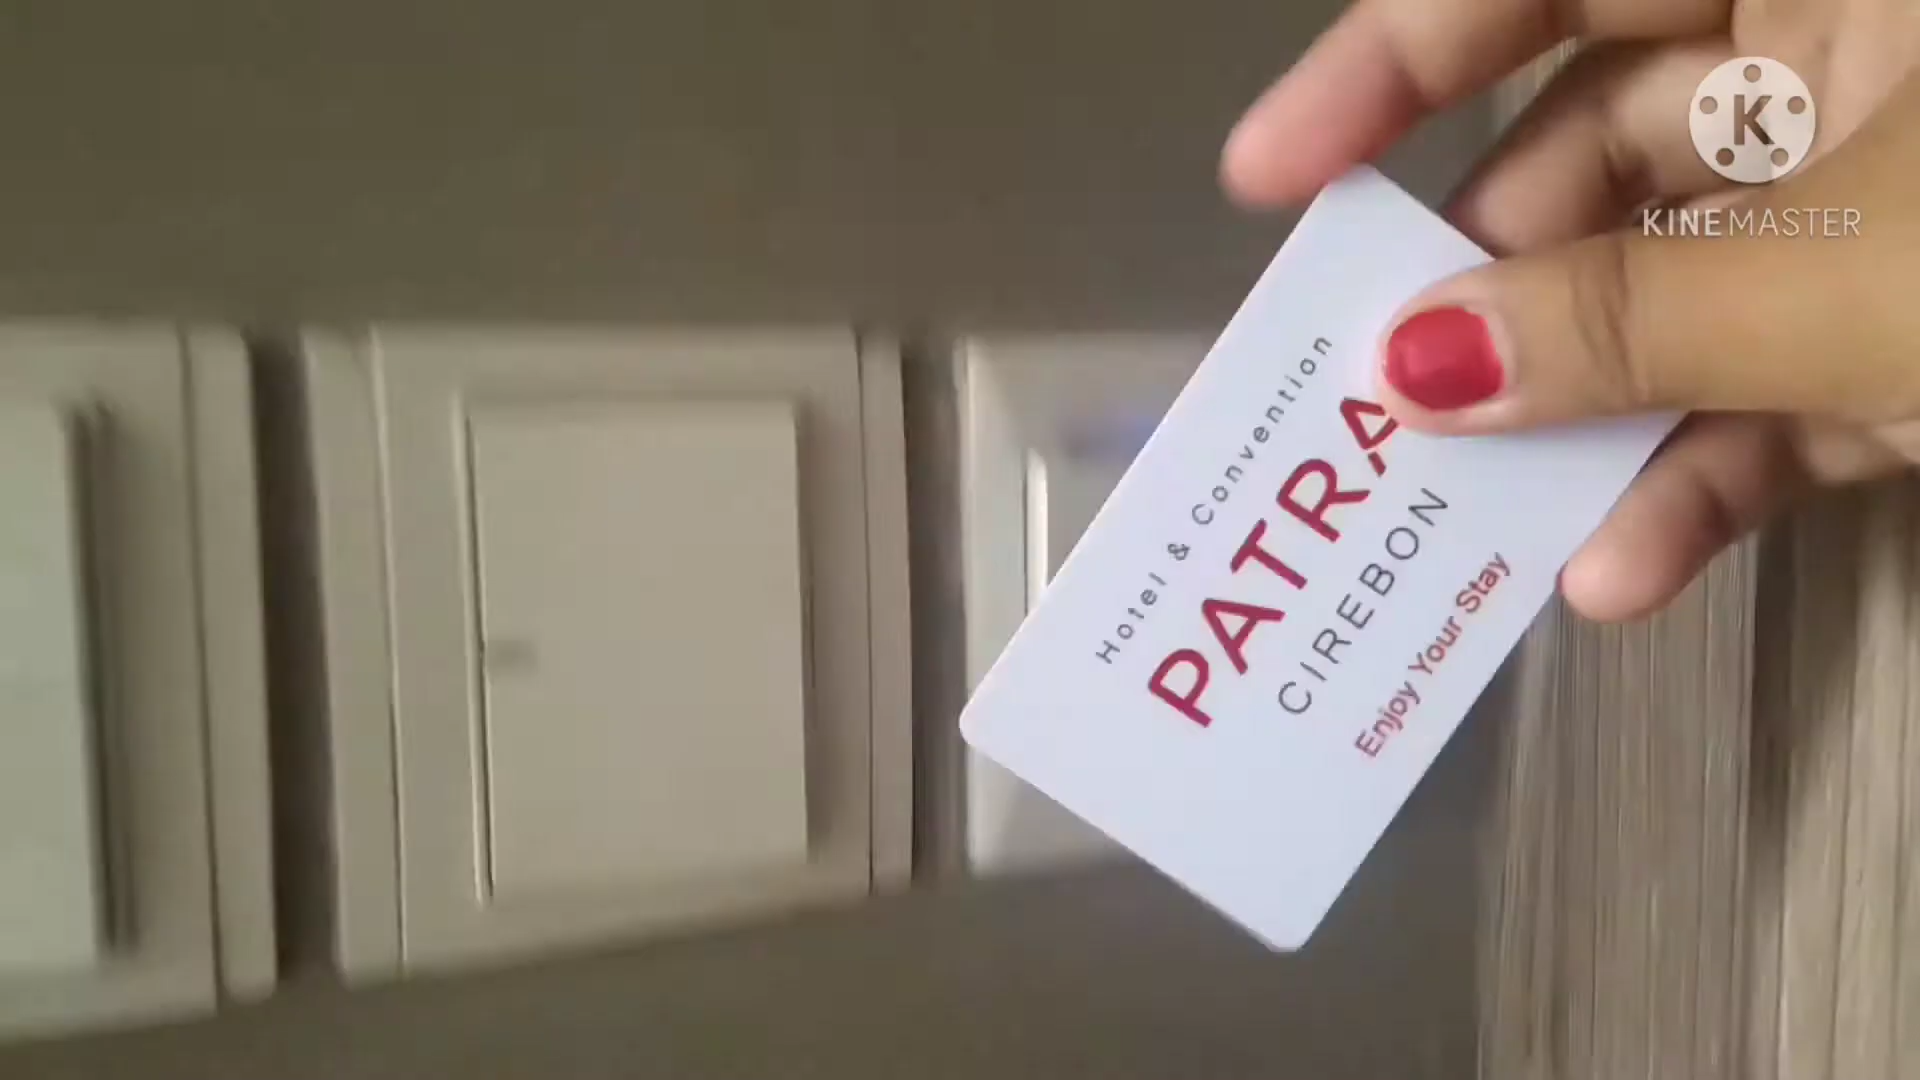 Hotel & Convention
PATRA
CIREBON
Enjoy Your Stay
K
KINEMASTER